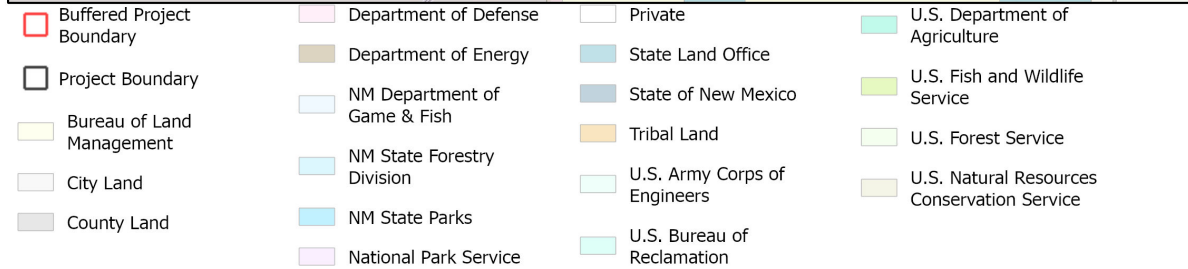 Buffered Project
Boundary
Project Boundary
Bureau of Land
Management
City Land
County Land
Department of Defense
Department of Energy
NM Department of
Game & Fish
NM State Forestry
Division
NM State Parks
National Park Service
Private
State Land Office
State of New Mexico
Tribal Land
U.S. Army Corps of
Engineers
U.S. Bureau of
Reclamation
U.S. Department of
Agriculture
U.S. Fish and Wildlife
Service
U.S. Forest Service
U.S. Natural Resources
Conservation Service